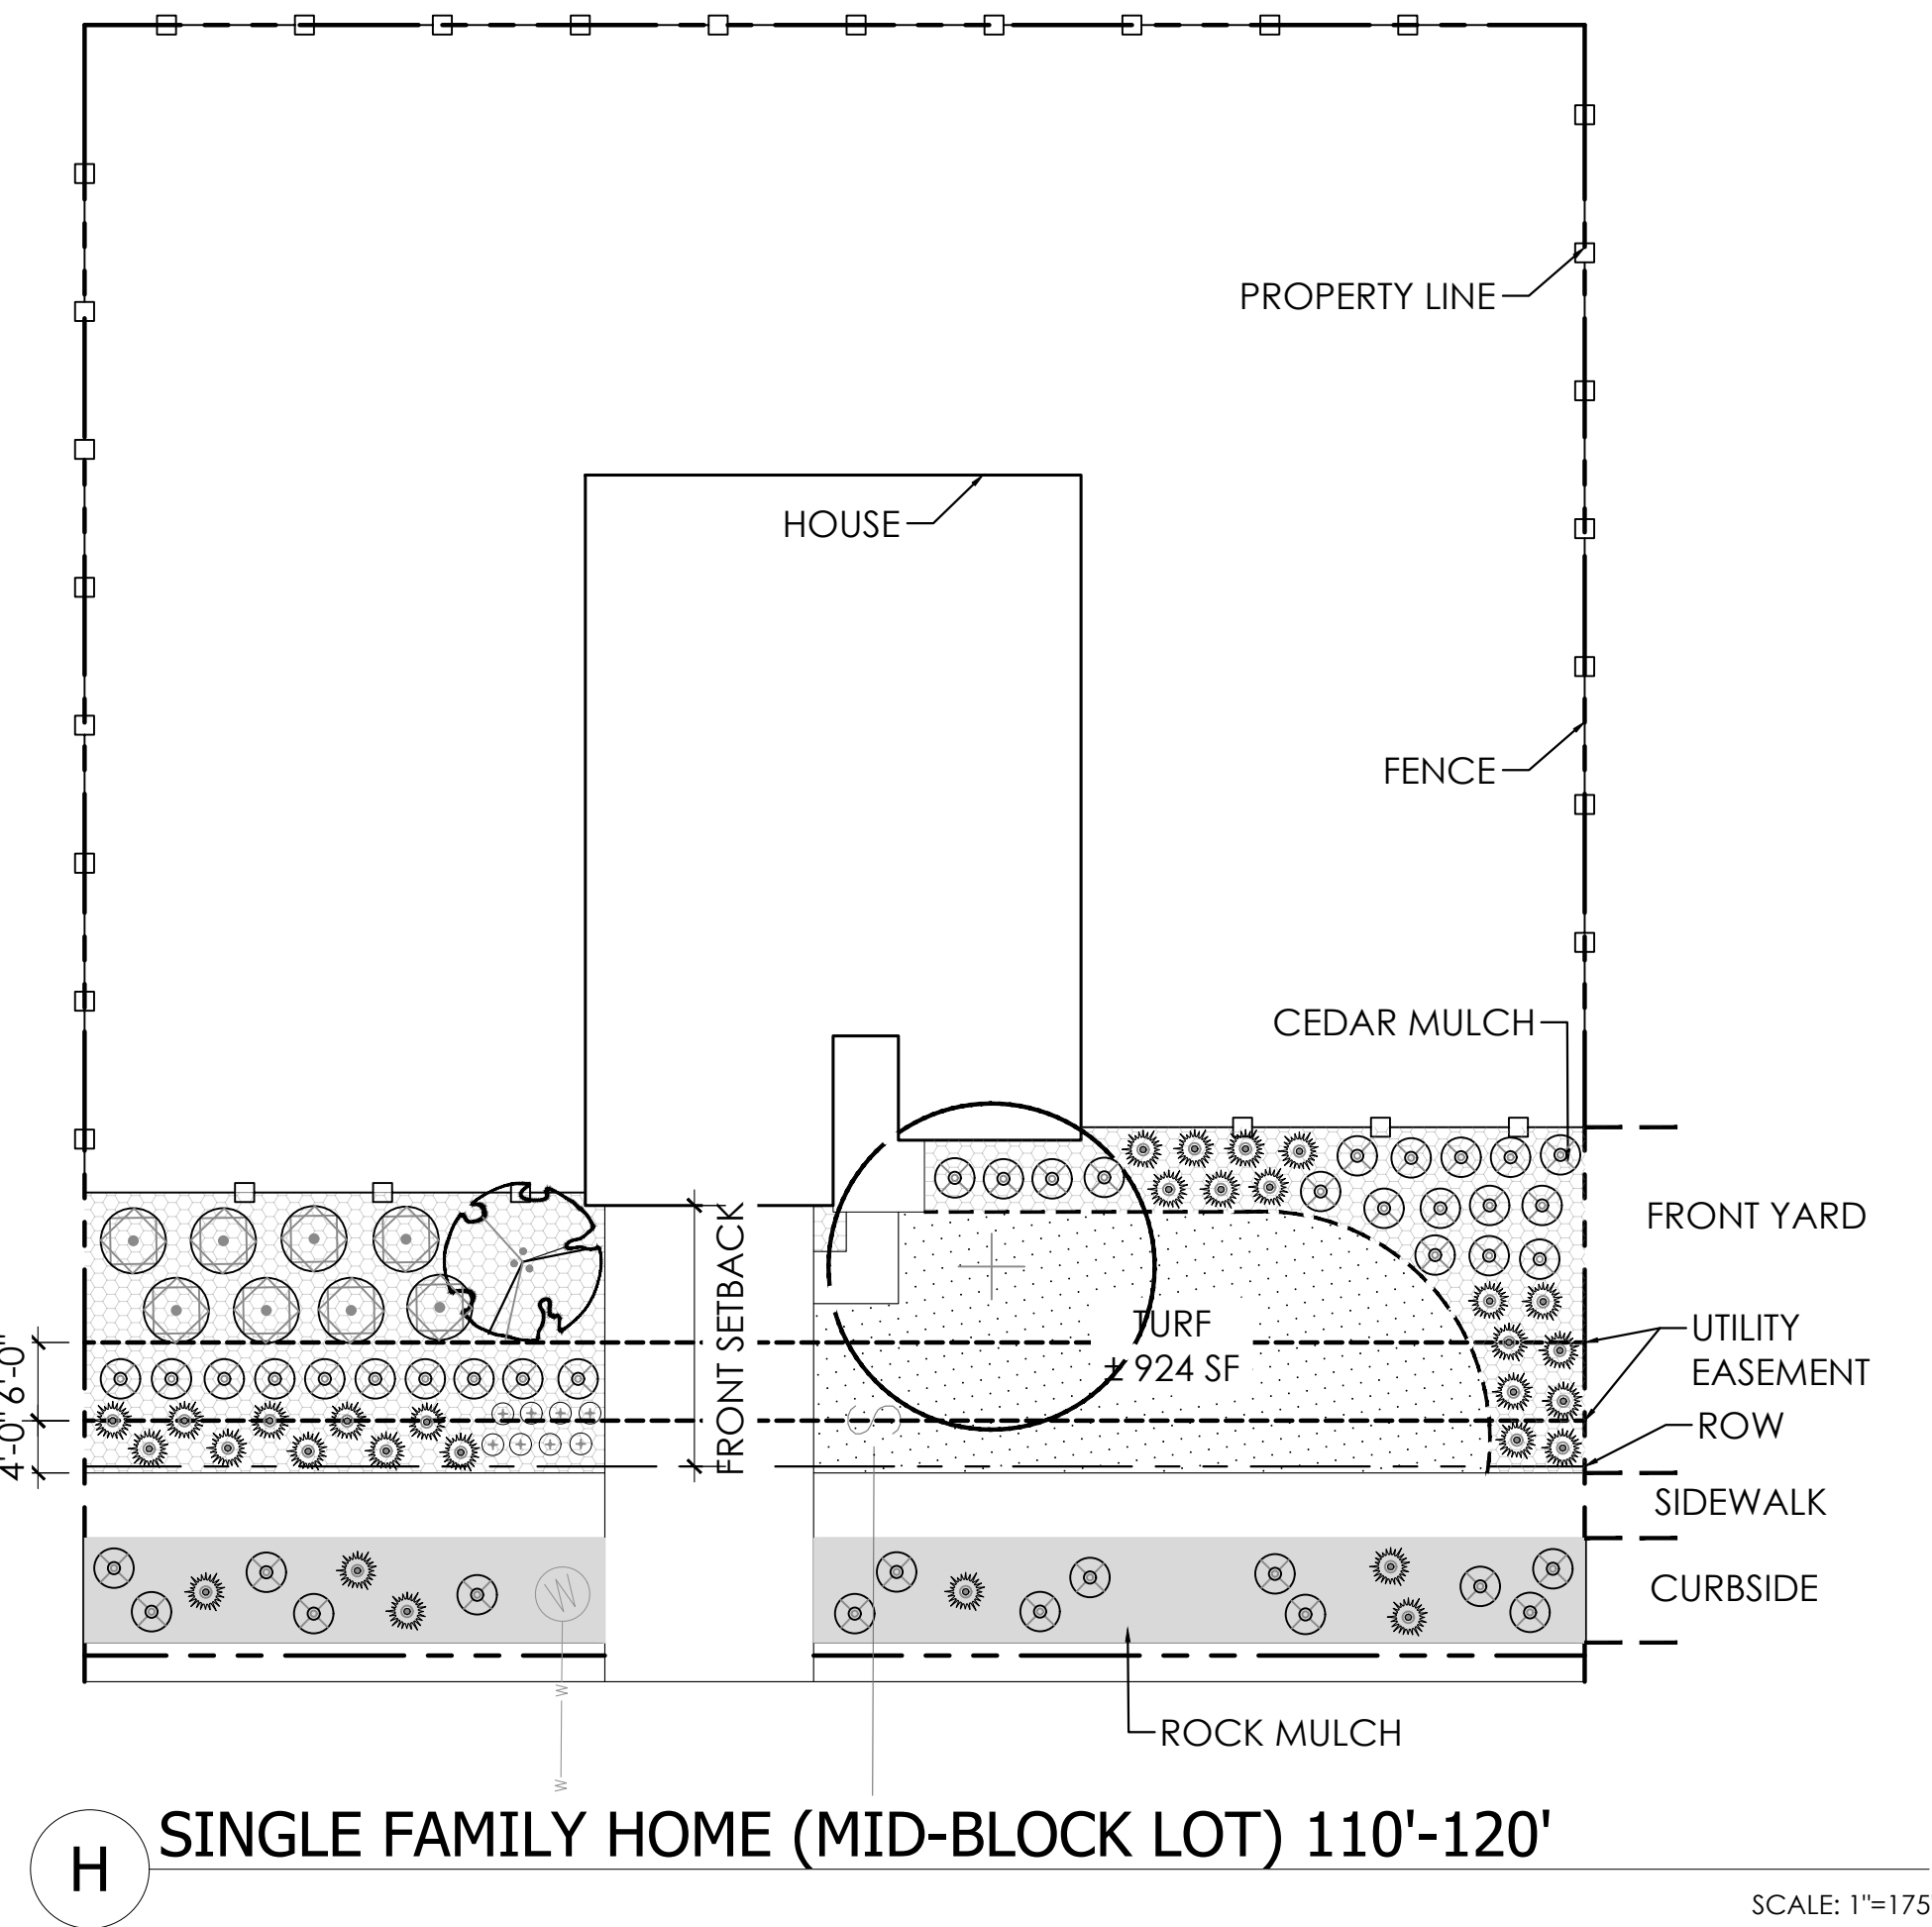 PROPERTY LINE
HOUSE
FENCE
CEDAR MULCH
FRONT YARD
FRONT SETBACK
TURF
± 924 SF
6'-0"
4'-0"
UTILITY
EASEMENT
ROW
SIDEWALK
CURBSIDE
S
W
W
W
ROCK MULCH
H
SINGLE FAMILY HOME (MID-BLOCK LOT) 110'-120'
SCALE: 1"=175